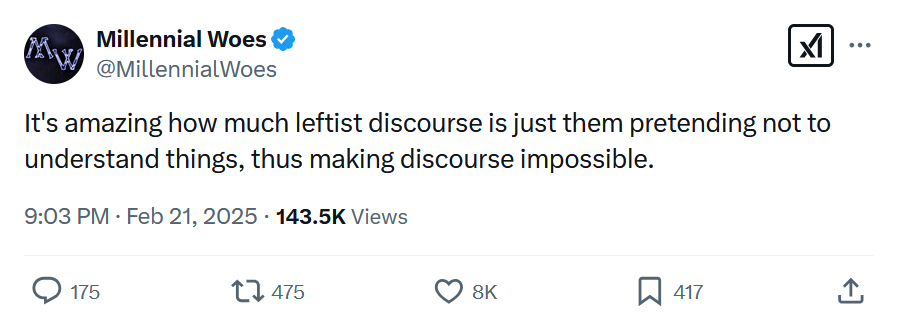 MW
Millennial Woes
@MillennialWoes
It's amazing how much leftist discourse is just them pretending not to
understand things, thus making discourse impossible.
9:03 PM · Feb 21, 2025 · 143.5K Views
175 475 8K 417